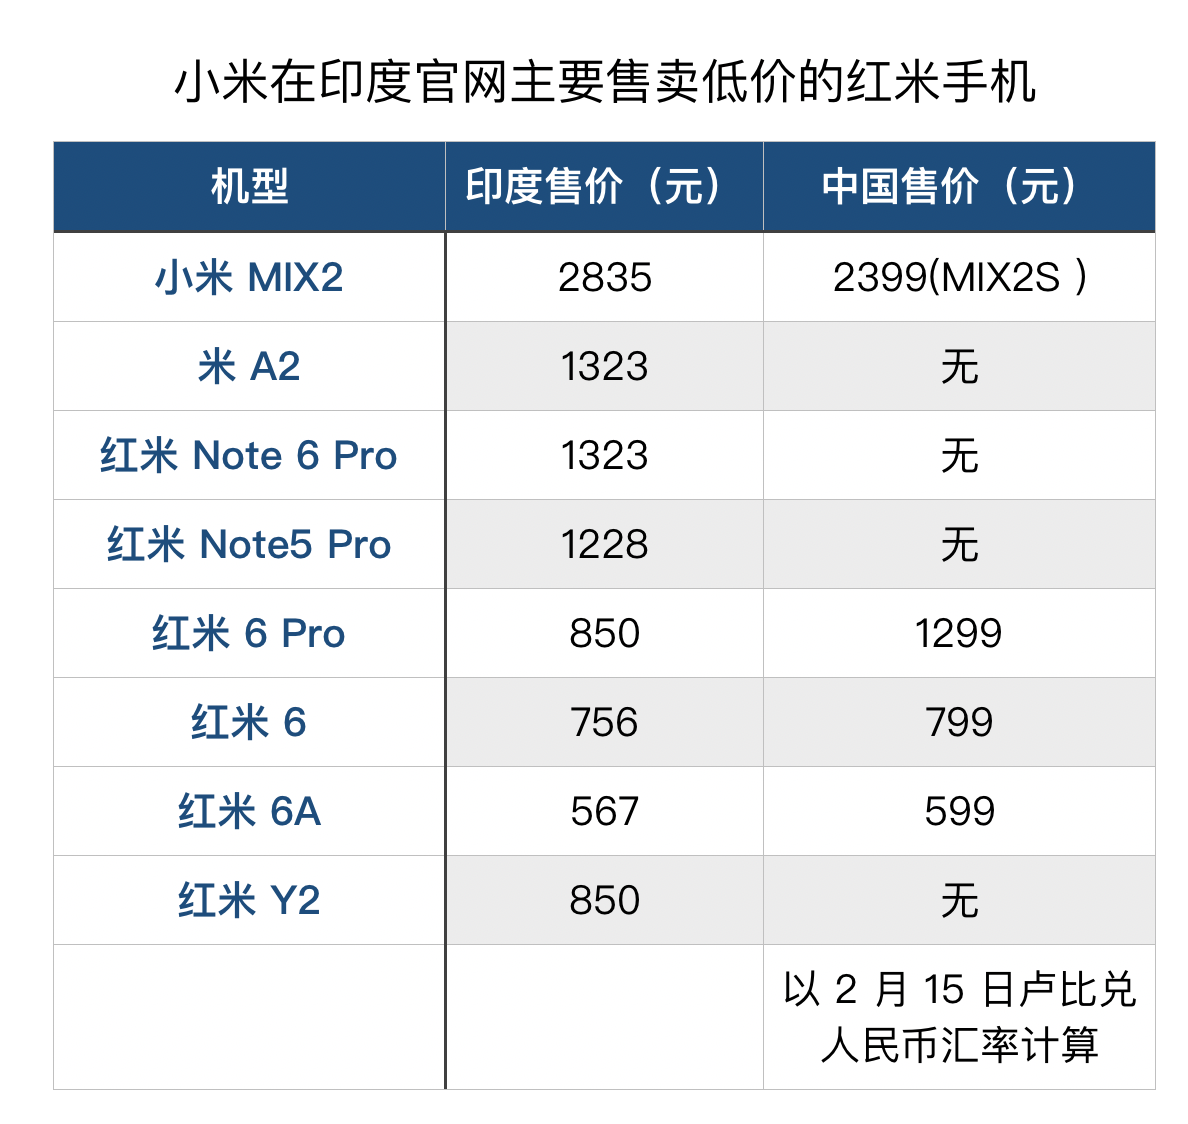 小米在印度官网主要售卖低价的红米手机
机型 印度售价（元） 中国售价（元）
小米 MIX2 2835 2399(MIX2S )
米 A2 1323 无
红米 Note 6 Pro 1323 无
红米 Note5 Pro 1228 无
红米 6 Pro 850 1299
红米 6 756 799
红米 6A 567 599
红米 Y2 850 无
以 2 月 15 日卢比兑
人民币汇率计算